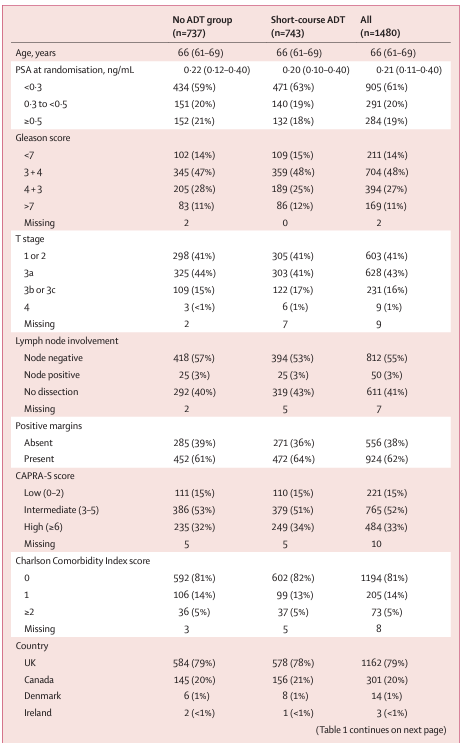 No ADT group (n=737) Short-course ADT (n=743) All (n=1480)
Age, years 66 (61–69) 66 (61–69) 66 (61–69)
PSA at randomisation, ng/mL 0·22 (0·12–0·40) 0·20 (0·10–0·40) 0·21 (0·11–0·40)
<0·3 434 (59%) 471 (63%) 905 (61%)
0·3 to <0·5 151 (20%) 140 (19%) 291 (20%)
≥0·5 152 (21%) 132 (18%) 284 (19%)
Gleason score
<7 102 (14%) 109 (15%) 211 (14%)
3 + 4 345 (47%) 359 (48%) 704 (48%)
4 + 3 205 (28%) 189 (25%) 394 (27%)
>7 83 (11%) 86 (12%) 169 (11%)
Missing 2 0 2
T stage
1 or 2 298 (41%) 305 (41%) 603 (41%)
3a 325 (44%) 303 (41%) 628 (43%)
3b or 3c 109 (15%) 122 (17%) 231 (16%)
4 3 (<1%) 6 (1%) 9 (1%)
Missing 2 7 9
Lymph node involvement
Node negative 418 (57%) 394 (53%) 812 (55%)
Node positive 25 (3%) 25 (3%) 50 (3%)
No dissection 292 (40%) 319 (43%) 611 (41%)
Missing 2 5 7
Positive margins
Absent 285 (39%) 271 (36%) 556 (38%)
Present 452 (61%) 472 (64%) 924 (62%)
CAPRA-S score
Low (0–2) 111 (15%) 110 (15%) 221 (15%)
Intermediate (3–5) 386 (53%) 379 (51%) 765 (52%)
High (≥6) 235 (32%) 249 (34%) 484 (33%)
Missing 5 5 10
Charlson Comorbidity Index score
0 592 (81%) 602 (82%) 1194 (81%)
1 106 (14%) 99 (13%) 205 (14%)
≥2 36 (5%) 37 (5%) 73 (5%)
Missing 3 5 8
Country
UK 584 (79%) 578 (78%) 1162 (79%)
Canada 145 (20%) 156 (21%) 301 (20%)
Denmark 6 (1%) 8 (1%) 14 (1%)
Ireland 2 (<1%) 1 (<1%) 3 (<1%)
(Table 1 continues on next page)